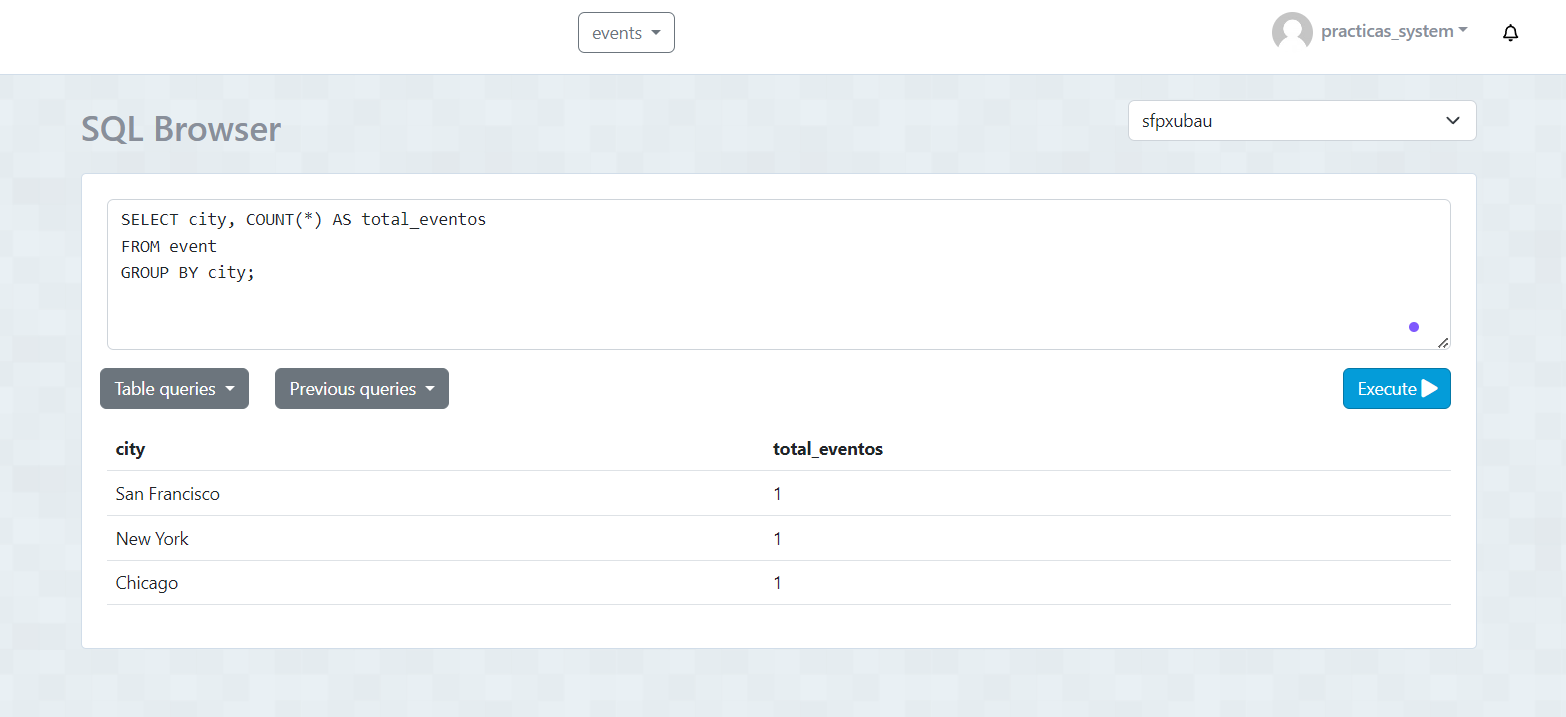 events
practicas_system
SQL Browser
sfpxubau
SELECT city, COUNT(*) AS total_eventos
FROM event
GROUP BY city;
Table queries
Previous queries
Execute
city total_eventos
San Francisco 1
New York 1
Chicago 1